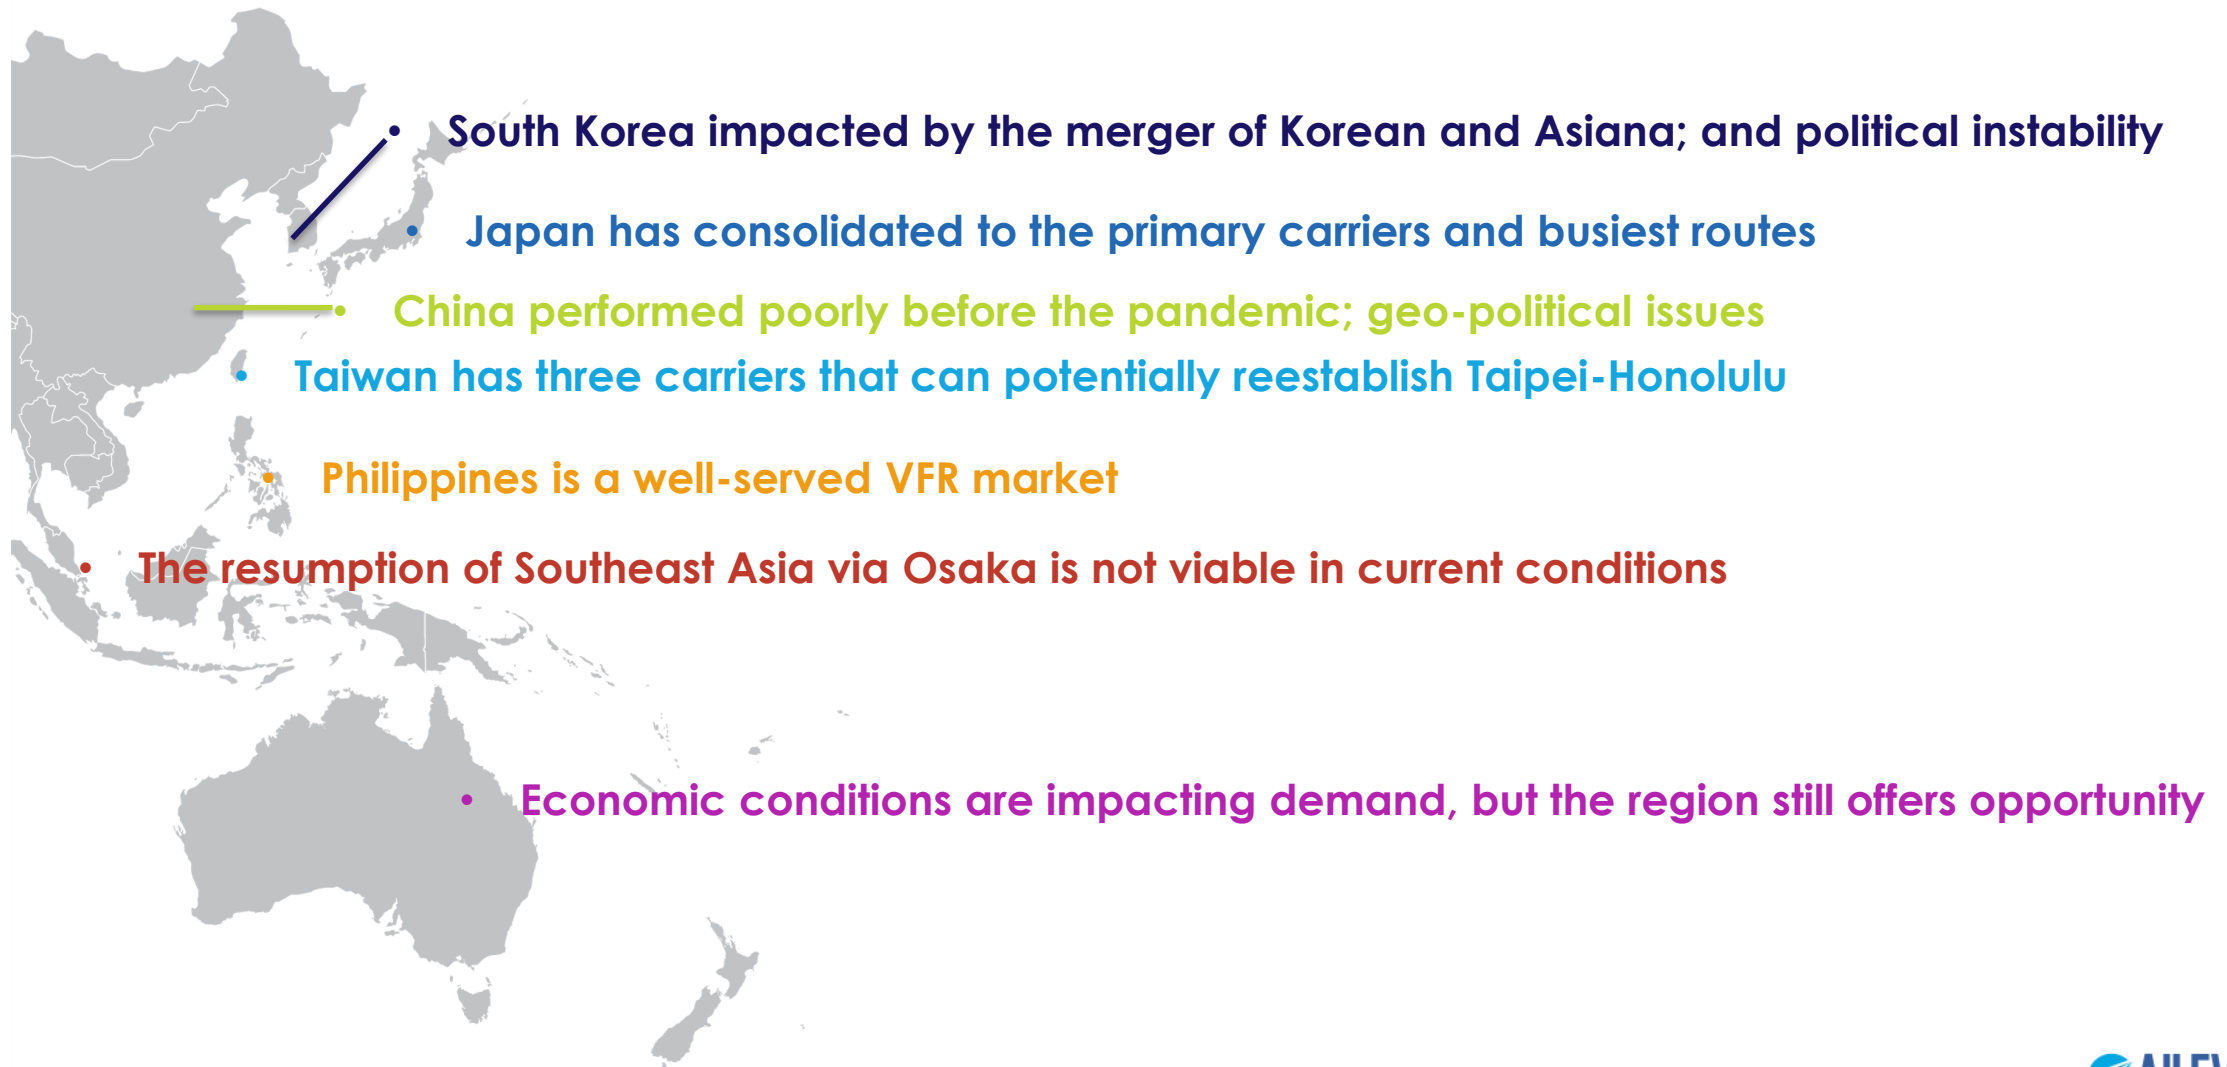 • South Korea impacted by the merger of Korean and Asiana; and political instability
• Japan has consolidated to the primary carriers and busiest routes
• China performed poorly before the pandemic; geo-political issues
• Taiwan has three carriers that can potentially reestablish Taipei-Honolulu
• Philippines is a well-served VFR market
• The resumption of Southeast Asia via Osaka is not viable in current conditions
• Economic conditions are impacting demand, but the region still offers opportunity